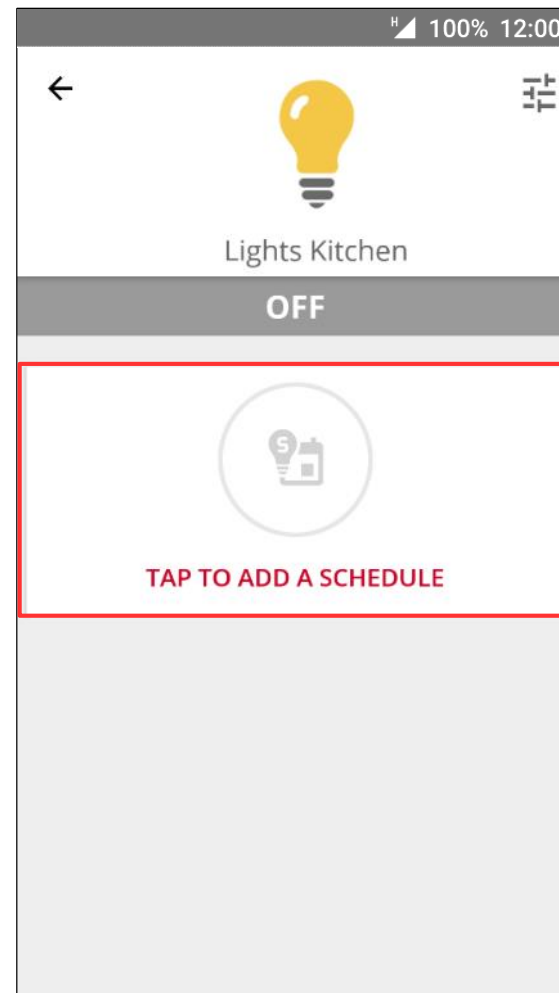 H 100% 12:00
Lights Kitchen
OFF
S
TAP TO ADD A SCHEDULE